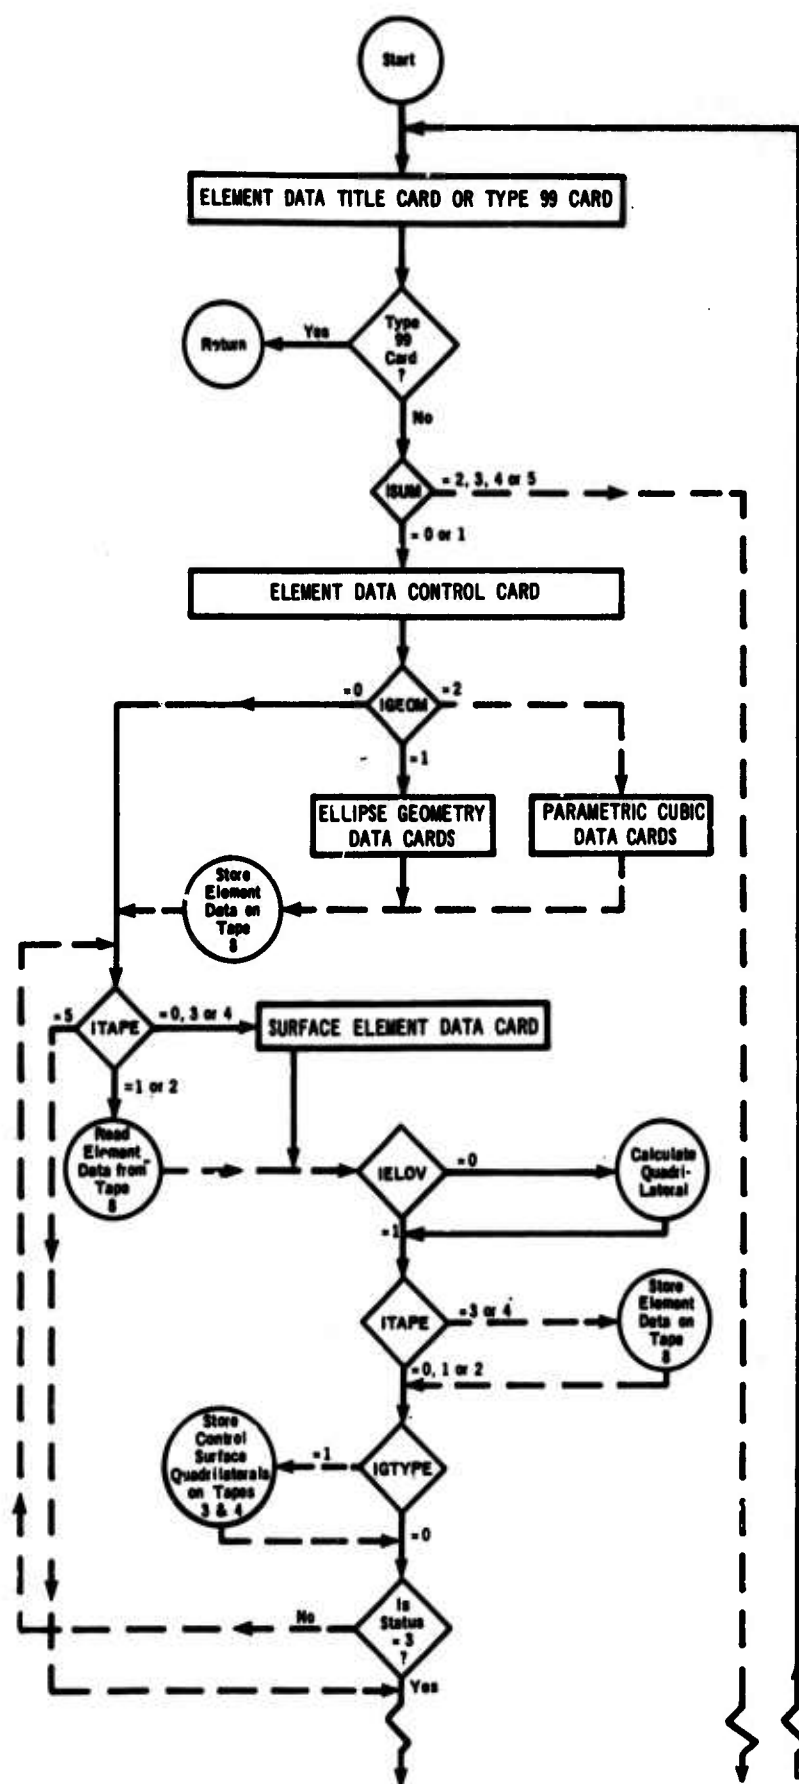 Start
ELEMENT DATA TITLE CARD OR TYPE 99 CARD
Type
99
Card
?
Yes
Return
No
ISUM
= 2, 3, 4 or 5
= 0 or 1
ELEMENT DATA CONTROL CARD
=0
IGEOM
=2
=1
ELLIPSE GEOMETRY
DATA CARDS
PARAMETRIC CUBIC
DATA CARDS
Store
Element
Data on
Tape
8
=5
ITAPE
=0, 3 or 4
SURFACE ELEMENT DATA CARD
=1 or 2
Read
Element
Data from
Tape
8
IELOV
=0
Calculate
Quadri-
Lateral
=1
ITAPE
=3 or 4
Store
Element
Data on
Tape
8
=0, 1 or 2
Store
Control
Surface
Quadrilaterals
on Tapes
3 & 4
=1
IGTYPE
=0
Is
Status
= 3
?
No
Yes